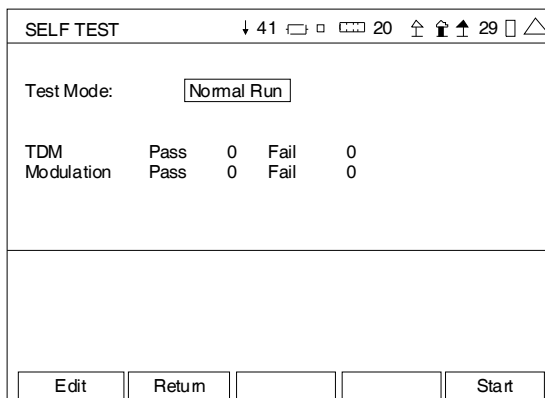 SELF TEST 41 20 29
Test Mode: Normal Run
TDM Pass 0 Fail 0
Modulation Pass 0 Fail 0
Edit Return Start